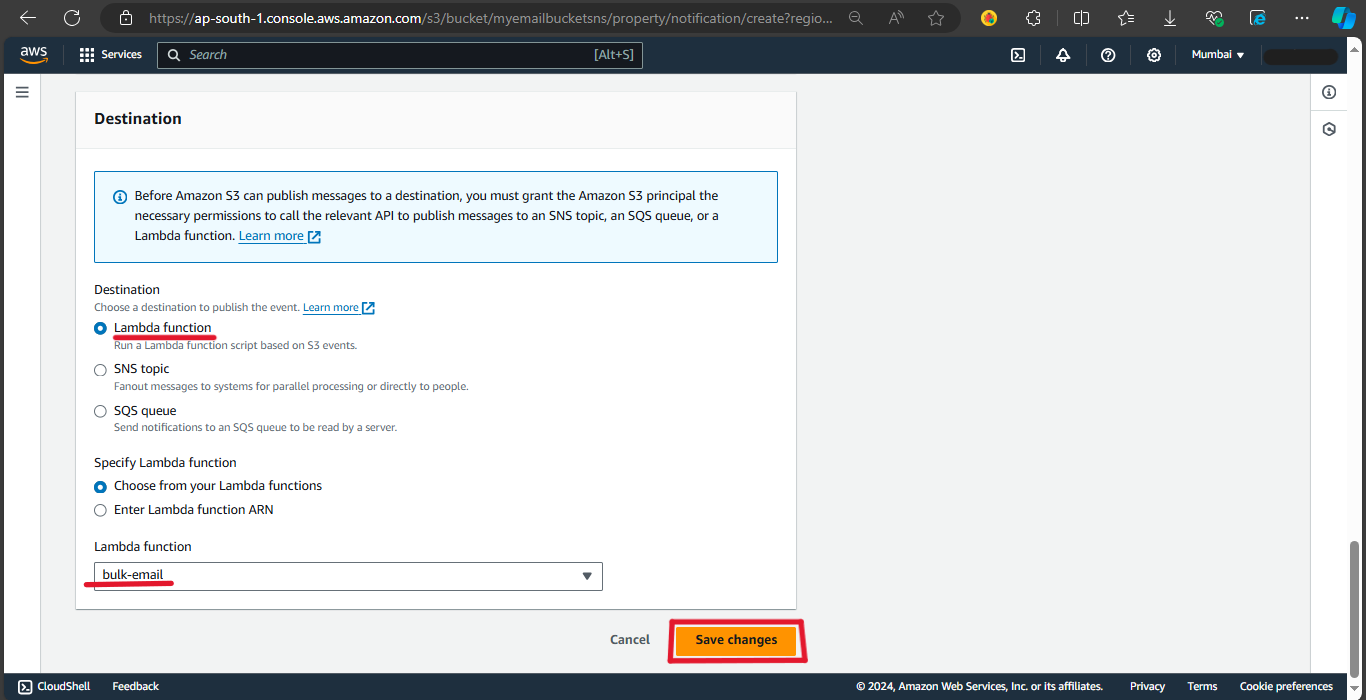 https://ap-south-1.console.aws.amazon.com/s3/bucket/myemailbucketsns/property/notification/create?regio...
aws
Services
Search
[Alt+S]
Mumbai
Destination
Before Amazon S3 can publish messages to a destination, you must grant the Amazon S3 principal the
necessary permissions to call the relevant API to publish messages to an SNS topic, an SQS queue, or a
Lambda function. Learn more
Destination
Choose a destination to publish the event. Learn more
Lambda function
Run a Lambda function script based on S3 events.
SNS topic
Fanout messages to systems for parallel processing or directly to people.
SQS queue
Send notifications to an SQS queue to be read by a server.
Specify Lambda function
Choose from your Lambda functions
Enter Lambda function ARN
Lambda function
bulk-email
Cancel
Save changes
CloudShell
Feedback
© 2024, Amazon Web Services, Inc. or its affiliates.
Privacy
Terms
Cookie preferences